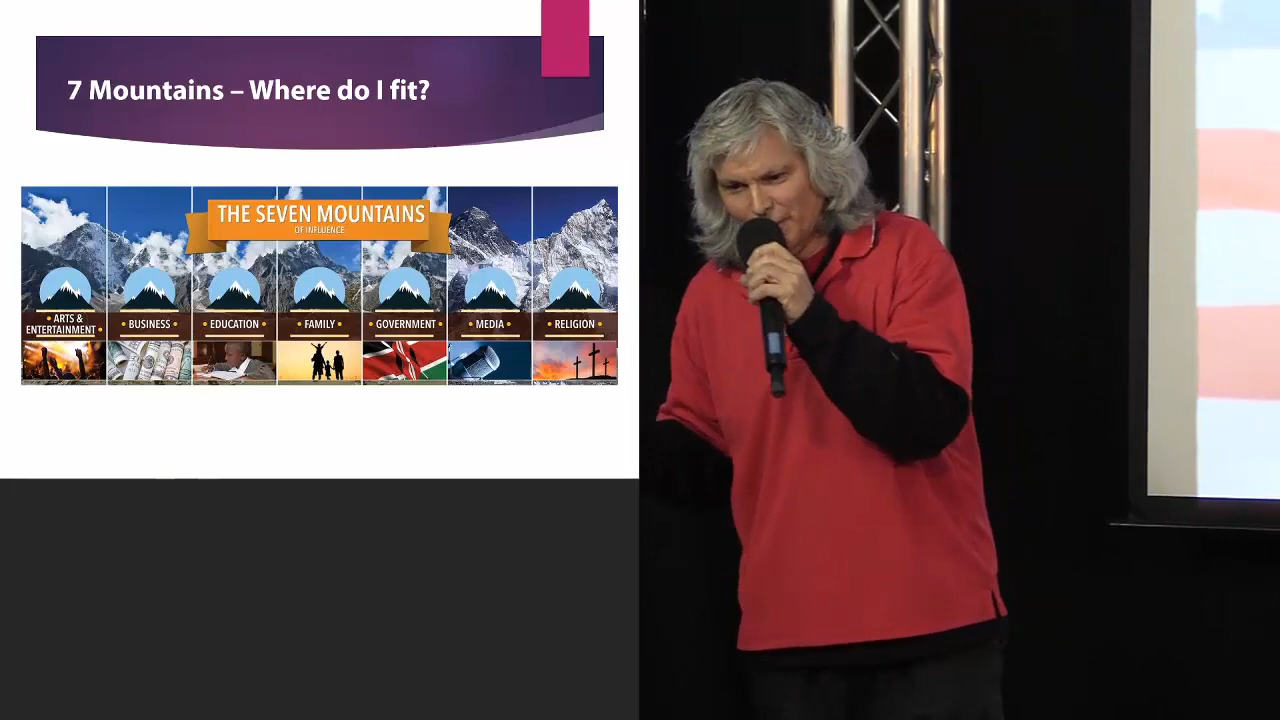 7 Mountains – Where do I fit?
THE SEVEN MOUNTAINS
OF INFLUENCE
• ARTS &
ENTERTAINMENT •
• BUSINESS •
• EDUCATION •
• FAMILY •
• GOVERNMENT •
• MEDIA •
• RELIGION •